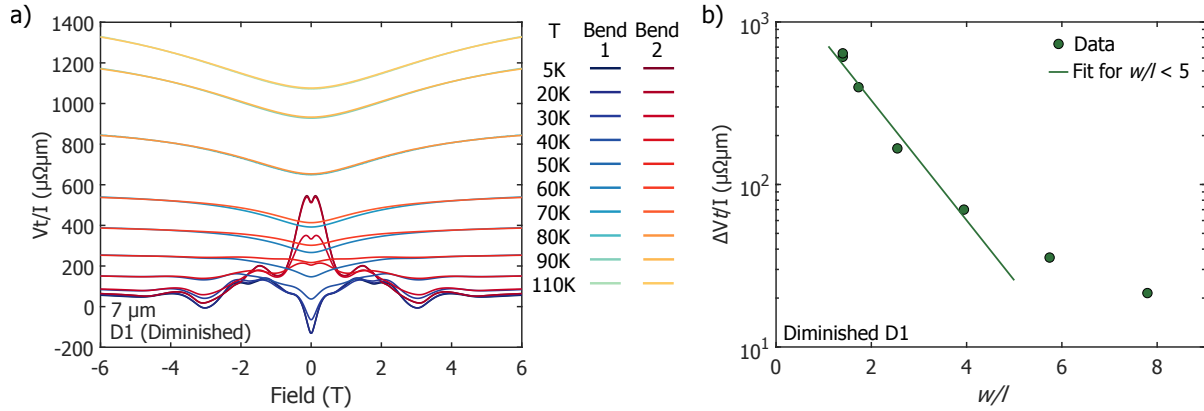 a)
1400
1200
1000
800
600
400
200
0
-200
Vt/I (μΩμm)
-6
-4
-2
0
2
4
6
Field (T)
7 μm
D1 (Diminished)
T Bend 1 Bend 2
5K
20K
30K
40K
50K
60K
70K
80K
90K
110K
b)
10³
10²
10¹
ΔVt/I (μΩμm)
0
2
4
6
8
w/l
Data
Fit for w/l < 5
Diminished D1